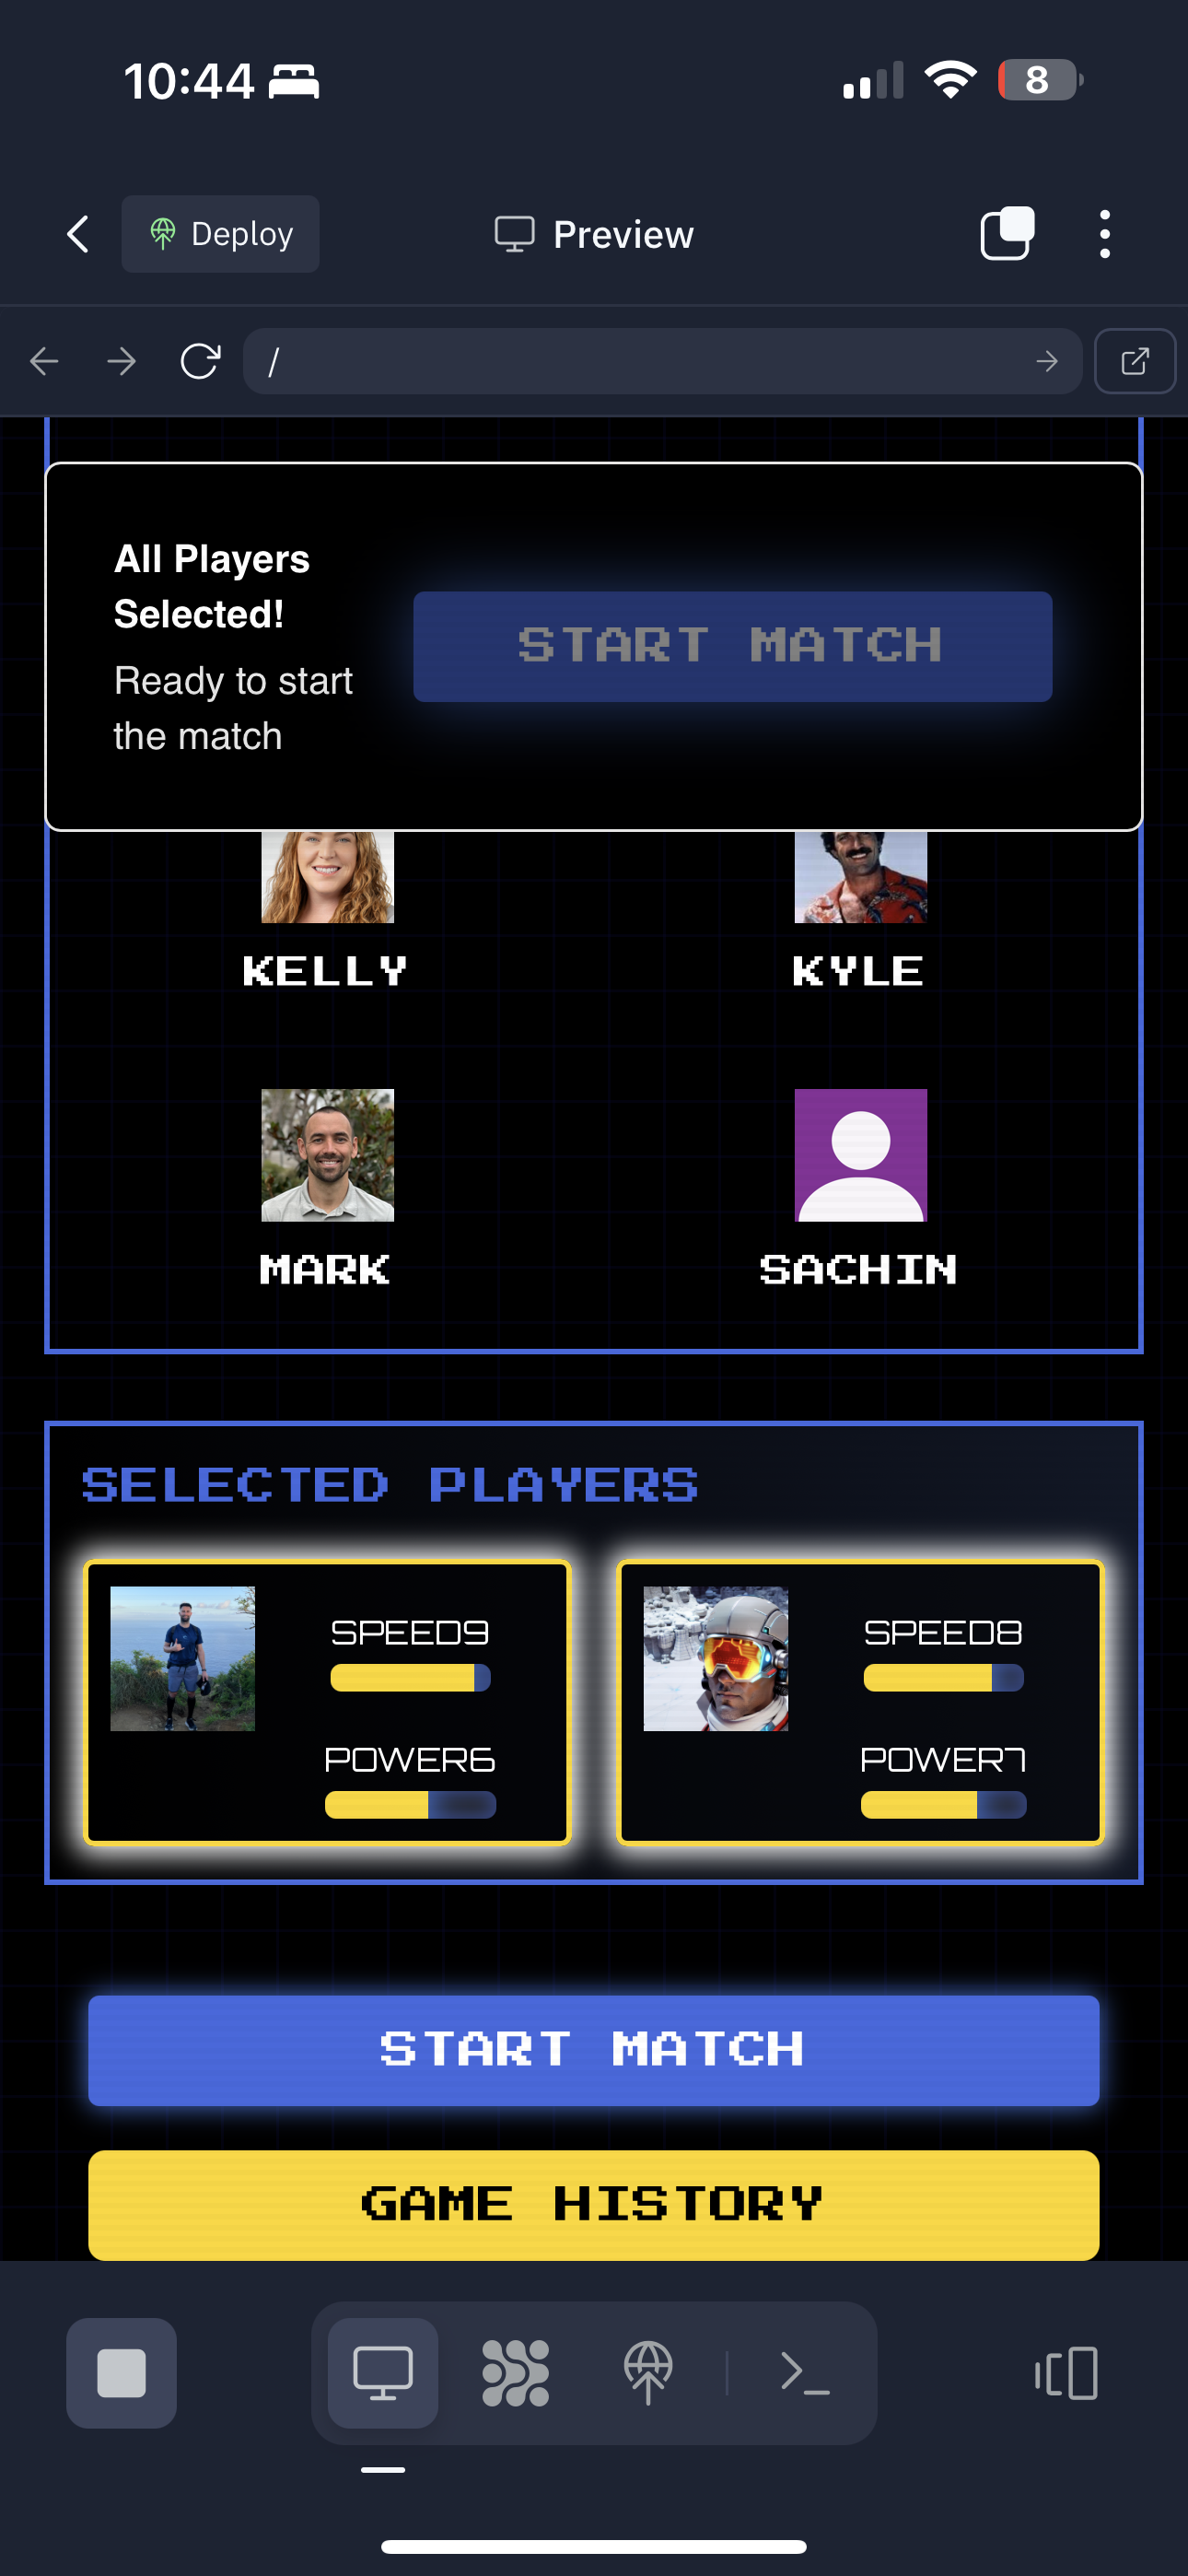 10:44
8
Deploy
Preview
/
All Players
Selected!
Ready to start
the match
START MATCH
KELLY
KYLE
MARK
SACHIN
SELECTED PLAYERS
SPEED9
POWER6
SPEED8
POWER7
START MATCH
GAME HISTORY